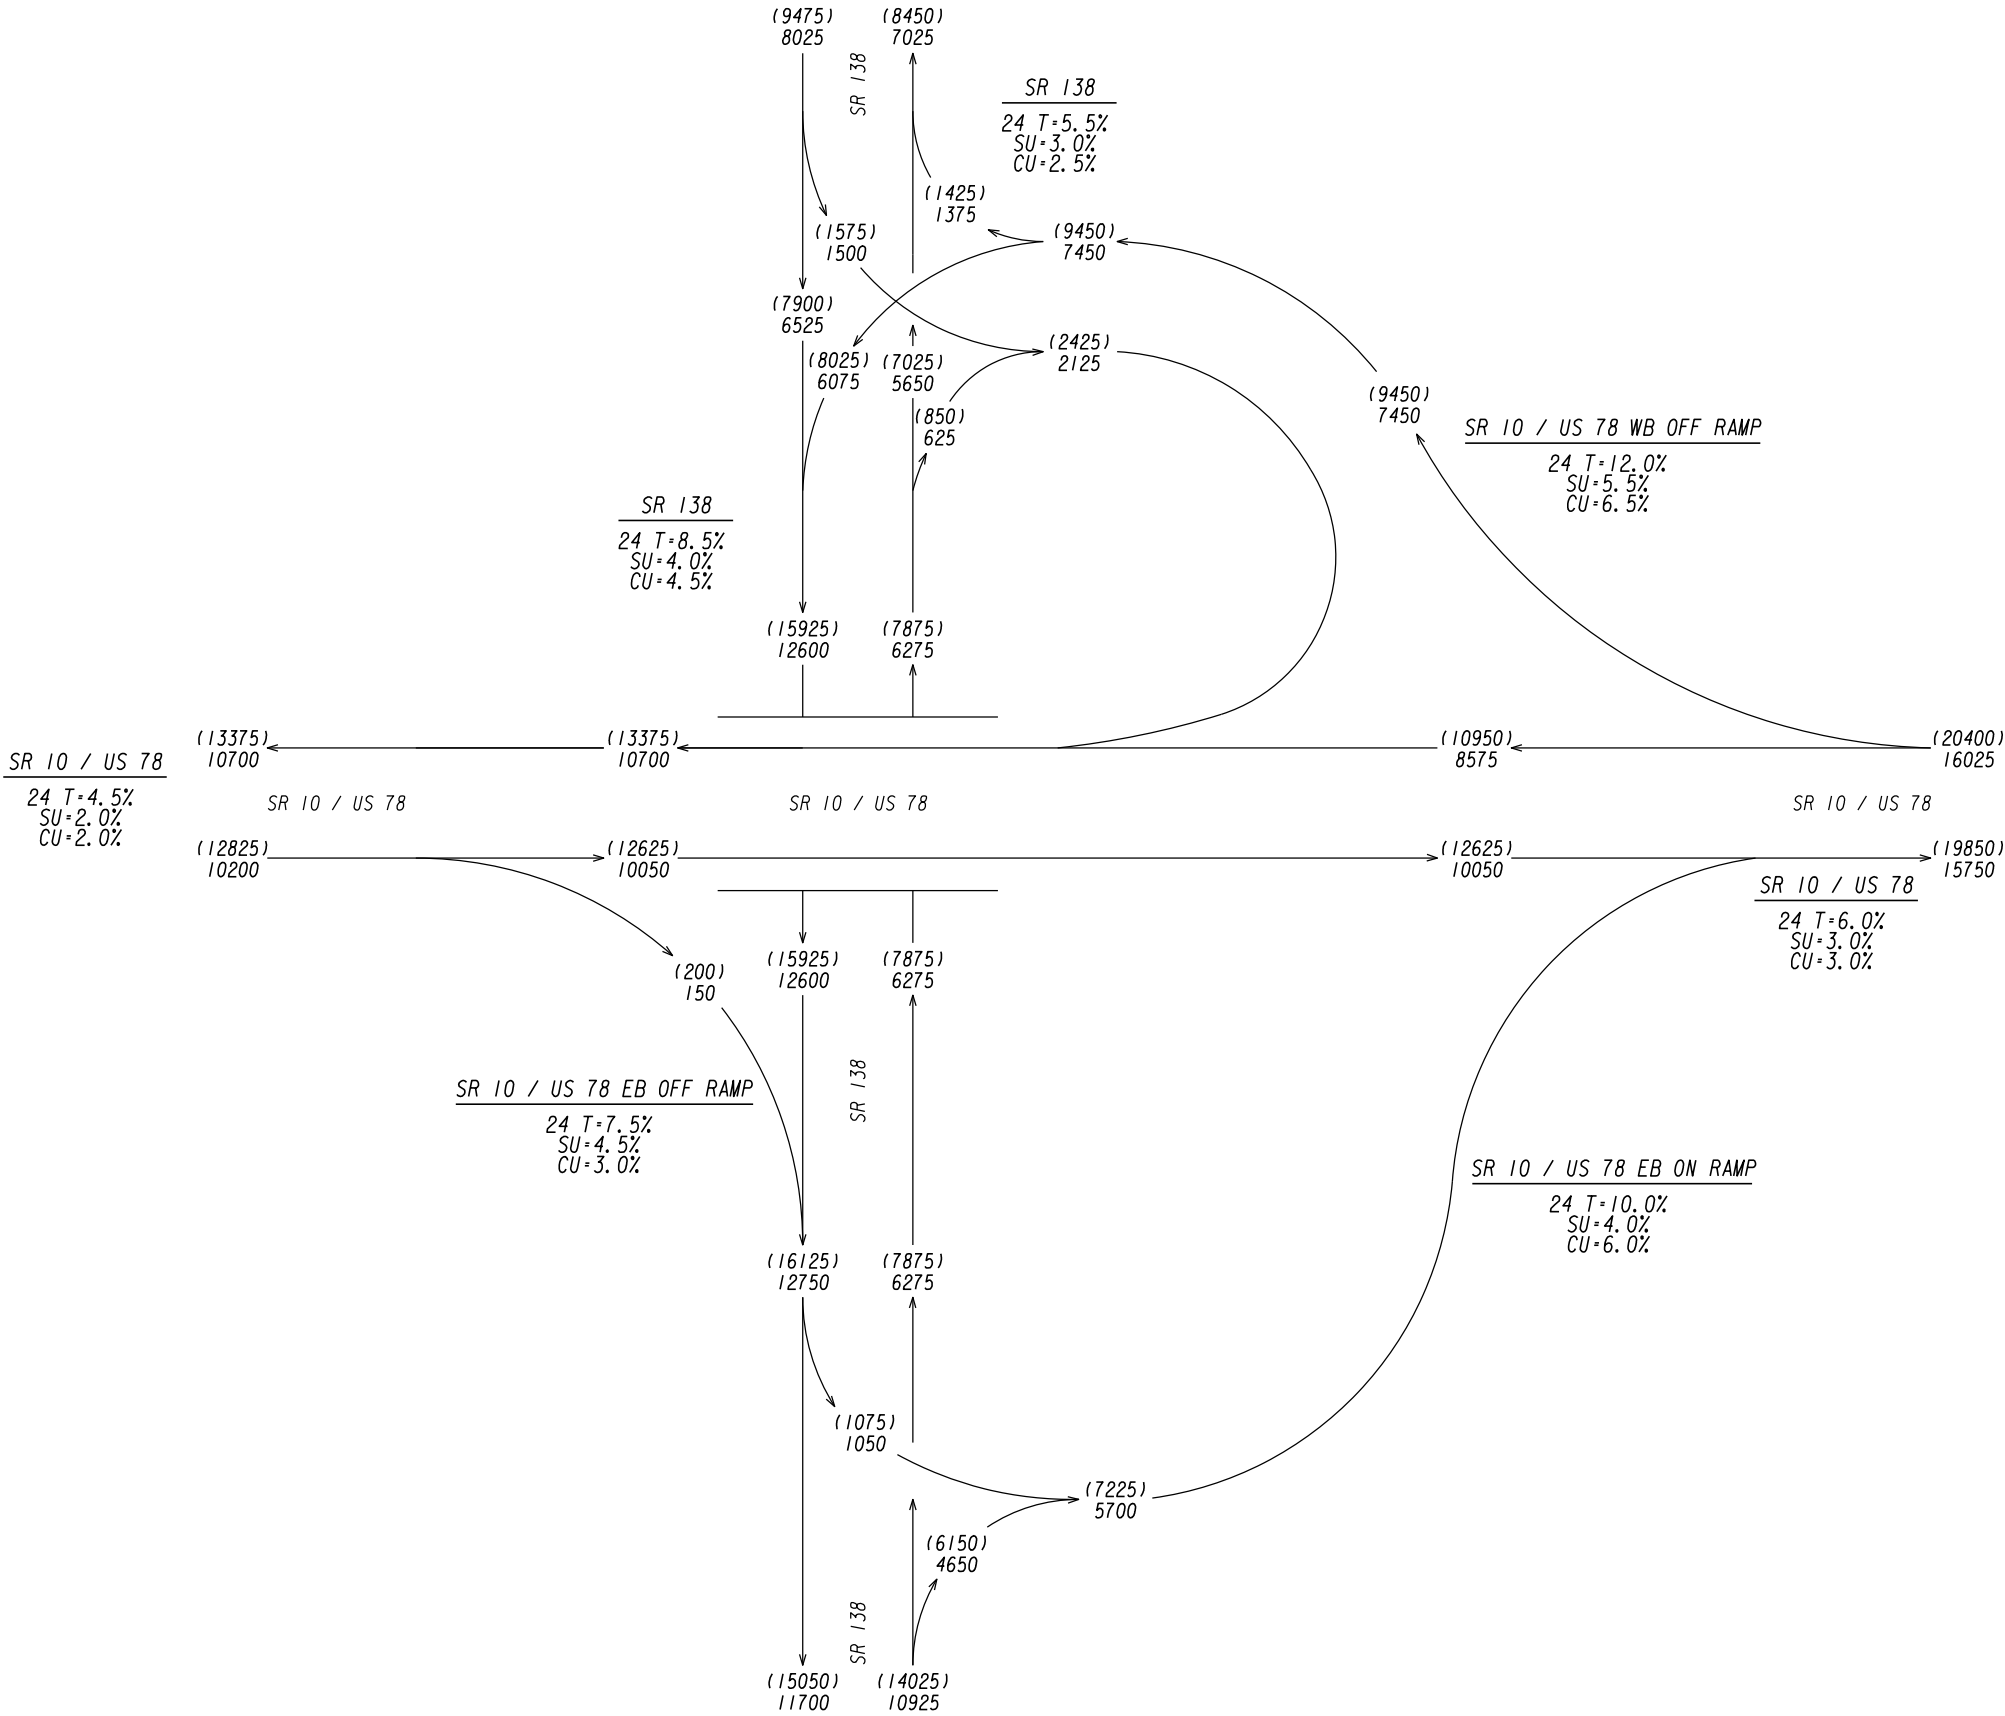 (9475)
8025
(8450)
7025
SR 138
SR 138
24 T=5.5%
SU=3.0%
CU=2.5%
(1425)
1375
(1575)
1500
(9450)
7450
(7900)
6525
(8025)
6075
(7025)
5650
(2425)
2125
(850)
625
(9450)
7450
SR 10 / US 78 WB OFF RAMP
24 T=12.0%
SU=5.5%
CU=6.5%
SR 138
24 T=8.5%
SU=4.0%
CU=4.5%
(15925)
12600
(7875)
6275
(13375)
10700
(13375)
10700
(10950)
8575
(20400)
16025
SR 10 / US 78
24 T=4.5%
SU=2.0%
CU=2.0%
SR 10 / US 78
SR 10 / US 78
SR 10 / US 78
(12825)
10200
(12625)
10050
(12625)
10050
(19850)
15750
SR 10 / US 78
24 T=6.0%
SU=3.0%
CU=3.0%
(200)
150
(15925)
12600
(7875)
6275
SR 138
SR 10 / US 78 EB OFF RAMP
24 T=7.5%
SU=4.5%
CU=3.0%
SR 10 / US 78 EB ON RAMP
24 T=10.0%
SU=4.0%
CU=6.0%
(16125)
12750
(7875)
6275
(1075)
1050
(7225)
5700
(6150)
4650
SR 138
(15050)
11700
(14025)
10925